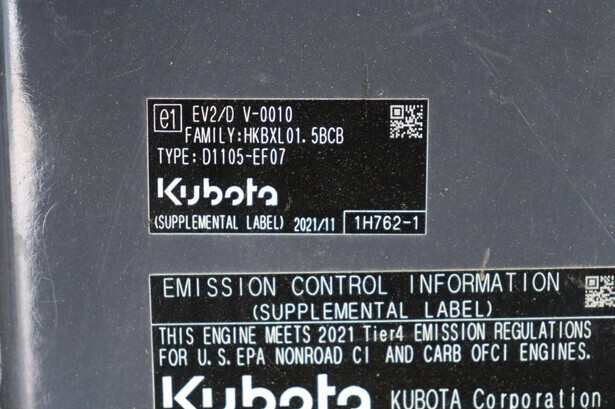 e1 EV2/D V-0010
FAMILY:HKBXL01.5BCB
TYPE: D1105-EF07
Kubota
(SUPPLEMENTAL LABEL) 2021/11 1H762-1
EMISSION CONTROL INFORMATION
(SUPPLEMENTAL LABEL)
THIS ENGINE MEETS 2021 Tier4 EMISSION REGULATIONS
FOR U.S. EPA NONROAD CI AND CARB OFCI ENGINES.
Kubota KUBOTA Corporation